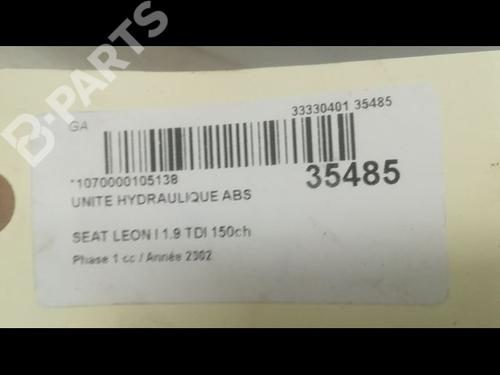 B-PARTS
GA
33330401 35485
*1070000105138
35485
UNITE HYDRAULIQUE ABS
SEAT LEON I 1.9 TDI 150ch
Phase 1 cc / Année 2002